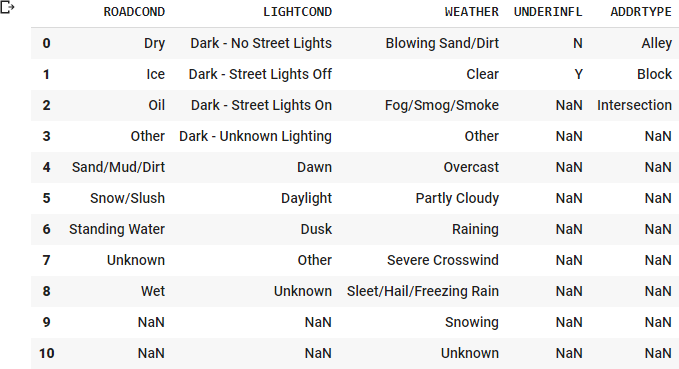 ROADCOND LIGHTCOND WEATHER UNDERINFL ADDRTYPE
0 Dry Dark - No Street Lights Blowing Sand/Dirt N Alley
1 Ice Dark - Street Lights Off Clear Y Block
2 Oil Dark - Street Lights On Fog/Smog/Smoke NaN Intersection
3 Other Dark - Unknown Lighting Other NaN NaN
4 Sand/Mud/Dirt Dawn Overcast NaN NaN
5 Snow/Slush Daylight Partly Cloudy NaN NaN
6 Standing Water Dusk Raining NaN NaN
7 Unknown Other Severe Crosswind NaN NaN
8 Wet Unknown Sleet/Hail/Freezing Rain NaN NaN
9 NaN NaN Snowing NaN NaN
10 NaN NaN Unknown NaN NaN